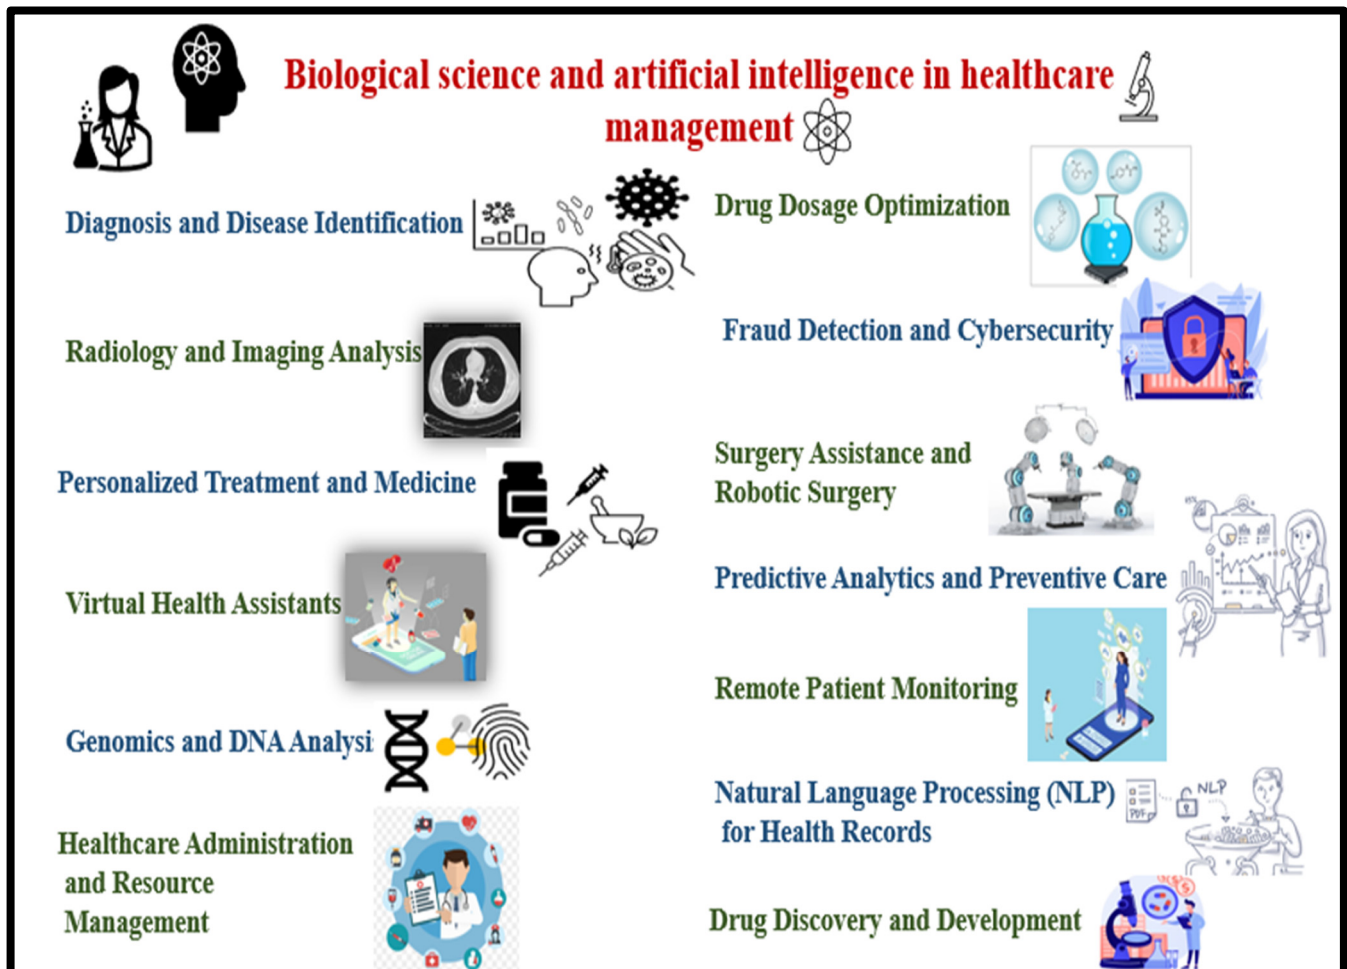 Biological science and artificial intelligence in healthcare
management
Diagnosis and Disease Identification
Radiology and Imaging Analysis
Personalized Treatment and Medicine
Virtual Health Assistants
Genomics and DNA Analysi
Healthcare Administration
and Resource
Management
Drug Dosage Optimization
Fraud Detection and Cybersecurity
Surgery Assistance and
Robotic Surgery
Predictive Analytics and Preventive Care
Remote Patient Monitoring
Natural Language Processing (NLP)
for Health Records
PDF
NLP
Drug Discovery and Development